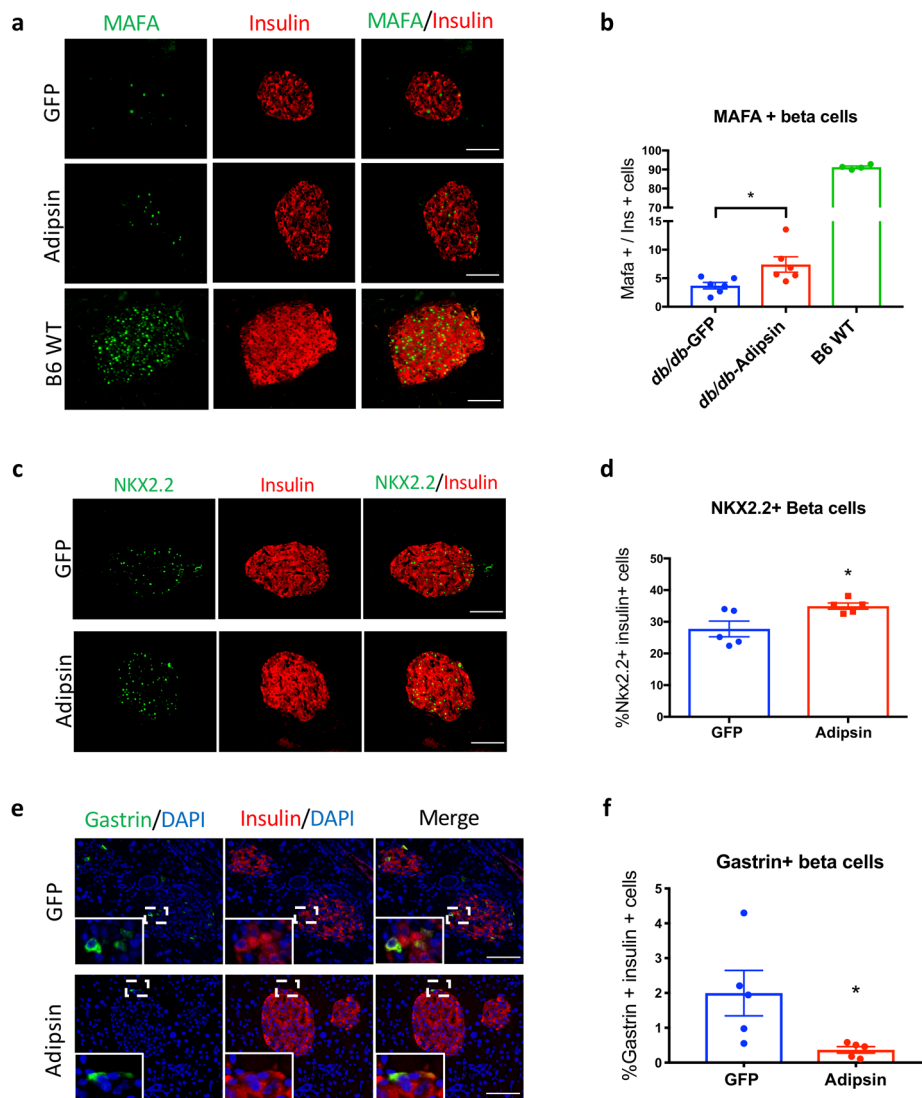 a
MAFA Insulin MAFA/Insulin
GFP
Adipsin
B6 WT
b
MAFA + beta cells
Mafa + / Ins + cells
100
90
80
70
15
10
5
0
*
db/db-GFP
db/db-Adipsin
B6 WT
c
NKX2.2 Insulin NKX2.2/Insulin
GFP
Adipsin
d
NKX2.2+ Beta cells
%Nkx2.2+ insulin+ cells
50
40
30
20
10
0
*
GFP Adipsin
e
Gastrin/DAPI Insulin/DAPI Merge
GFP
Adipsin
f
Gastrin+ beta cells
%Gastrin + insulin + cells
5
4
3
2
1
0
*
GFP Adipsin